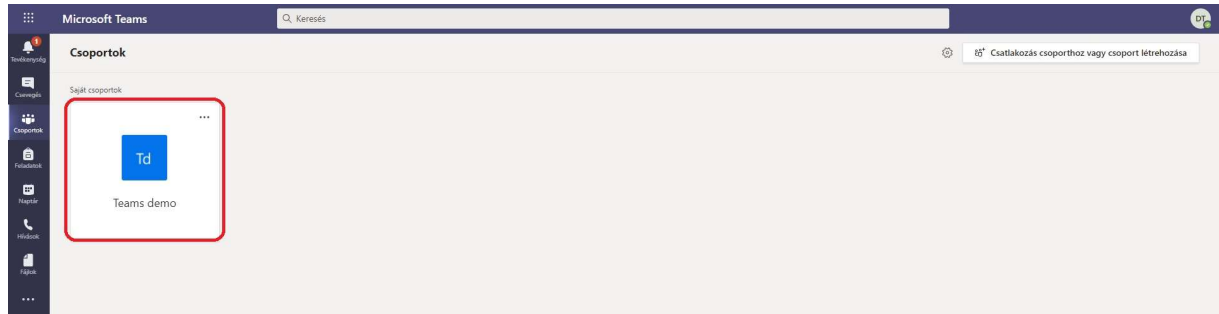 Microsoft Teams
Keresés
DT
1
Tevékenység
Csevegés
Csoportok
Feladatok
Naptár
Hívások
Fájlok
Csoportok
Csatlakozás csoporthoz vagy csoport létrehozása
Saját csoportok
Td
Teams demo